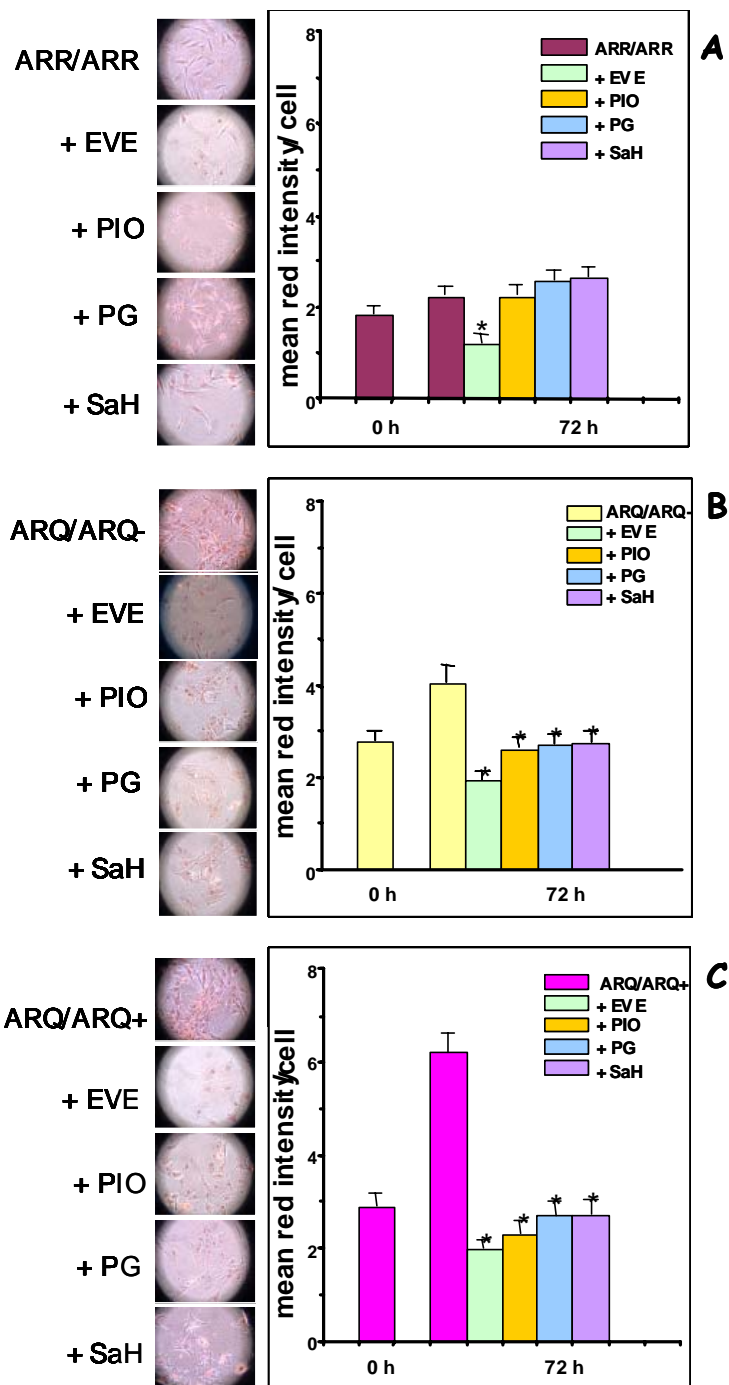 A
ARR/ARR
+ EVE
+ PIO
+ PG
+ SaH
mean red intensity/cell
8
6
4
2
0
ARR/ARR
+ EVE
+ PIO
+ PG
+ SaH
*
0 h
72 h
B
ARQ/ARQ-
+ EVE
+ PIO
+ PG
+ SaH
mean red intensity/cell
8
6
4
2
0
ARQ/ARQ-
+ EVE
+ PIO
+ PG
+ SaH
* * * *
0 h
72 h
C
ARQ/ARQ+
+ EVE
+ PIO
+ PG
+ SaH
mean red intensity/cell
8
6
4
2
0
ARQ/ARQ+
+ EVE
+ PIO
+ PG
+ SaH
* * * *
0 h
72 h